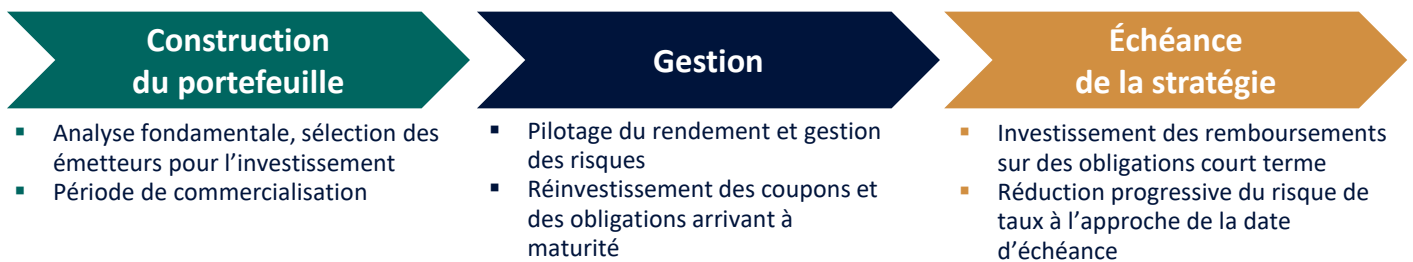 Construction
du portefeuille
▪ Analyse fondamentale, sélection des
émetteurs pour l’investissement
▪ Période de commercialisation
Gestion
▪ Pilotage du rendement et gestion
des risques
▪ Réinvestissement des coupons et
des obligations arrivant à
maturité
Échéance
de la stratégie
▪ Investissement des remboursements
sur des obligations court terme
▪ Réduction progressive du risque de
taux à l’approche de la date
d’échéance